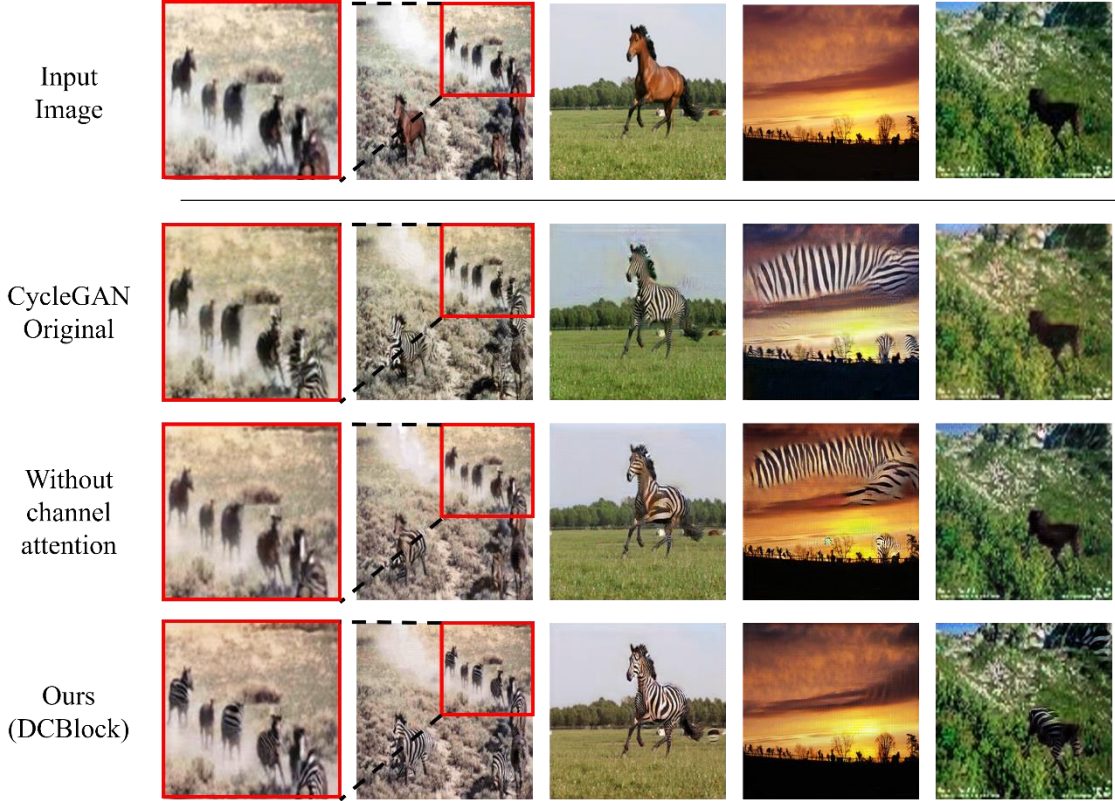 Input
Image
CycleGAN
Original
Without
channel
attention
Ours
(DCBlock)